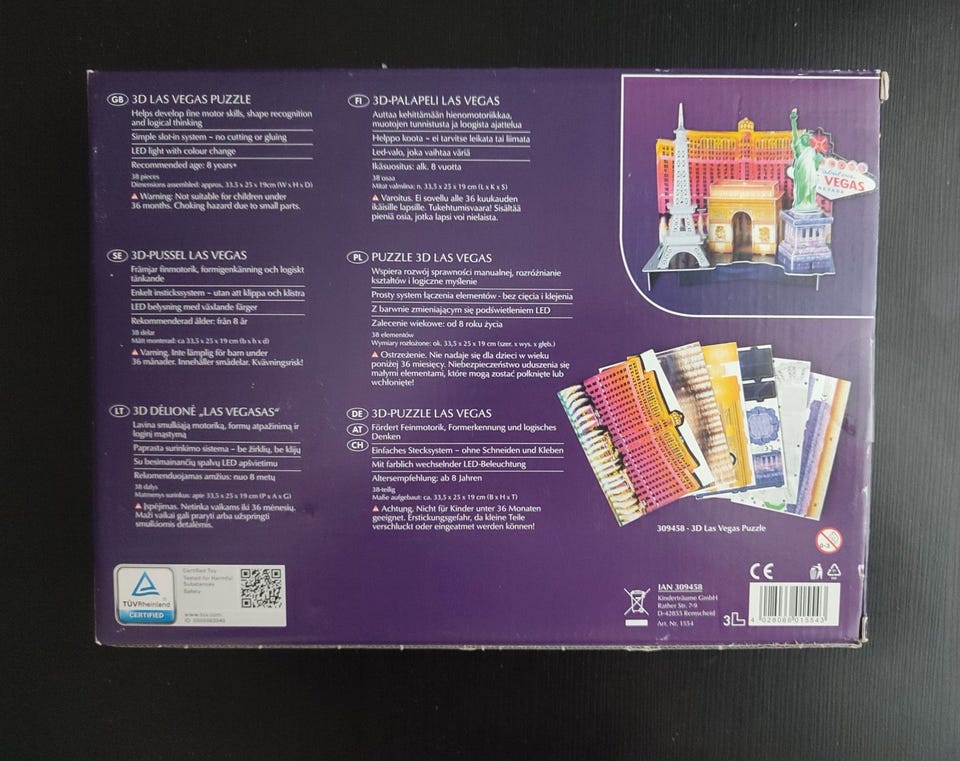 GB 3D LAS VEGAS PUZZLE
Helps develop fine motor skills, shape recognition
and logical thinking
Simple slot-in system – no cutting or gluing
LED light with colour change
Recommended age: 8 years+
38 pieces
Dimensions assembled: approx. 33,5 x 25 x 19cm (W x H x D)
Warning: Not suitable for children under
36 months. Choking hazard due to small parts.
SE 3D-PUSSEL LAS VEGAS
Främjar finmotorik, formigenkänning och logiskt
tänkande
Enkelt insticksystem – utan att klippa och klistra
LED belysning med växlande färger
Rekommenderad ålder: från 8 år
38 delar
Mått monterad: ca 33,5 x 25 x 19 cm (b x h x d)
Varning. Inte lämplig för barn under
36 månader. Innehåller smådelar. Kvävningsrisk!
LT 3D DĖLIONĖ „LAS VEGASAS“
Lavina smulkiąją motoriką, formų atpažinimą ir
loginį mąstymą
Paprasta surinkimo sistema – be žirklių, be klijų
Su besimainančių spalvų LED apšvietimu
Rekomenduojamas amžius: nuo 8 metų
38 dalys
Matmenys surinkus: apie 33,5 x 25 x 19 cm (P x A x G)
Įspėjimas. Netinka vaikams iki 36 mėnesių.
Maži vaikai gali praryti arba užspringti
smulkiomis detalėmis.
FI 3D-PALAPELI LAS VEGAS
Auttaa kehittämään hienomotoriikkaa,
muotojen tunnistusta ja loogista ajattelua
Helppo koota – ei tarvitse leikata tai liimata
Led-valo, joka vaihtaa väriä
Ikäsuositus: alk. 8 vuotta
38 osaa
Mitat valmiina: n. 33,5 x 25 x 19 cm (L x K x S)
Varoitus. Ei sovellu alle 36 kuukauden
ikäisille lapsille. Tukehtumisvaara! Sisältää
pieniä osia, jotka lapsi voi nielaista.
PL PUZZLE 3D LAS VEGAS
Wspiera rozwój sprawności manualnej, rozróżnianie
kształtów i logiczne myślenie
Prosty system łączenia elementów - bez cięcia i klejenia
Z barwnie zmieniającym się podświetleniem LED
Zalecenie wiekowe: od 8 roku życia
38 elementów
Wymiary rozłożone: ok. 33,5 x 25 x 19 cm (szer. x wys. x głęb.)
Ostrzeżenie. Nie nadaje się dla dzieci w wieku
poniżej 36 miesięcy. Niebezpieczeństwo uduszenia się
małymi elementami, które mogą zostać połknięte lub
wchłonięte!
DE AT CH 3D-PUZZLE LAS VEGAS
Fördert Feinmotorik, Formerkennung und logisches
Denken
Einfaches Stecksystem – ohne Schneiden und Kleben
Mit farblich wechselnder LED-Beleuchtung
Altersempfehlung: ab 8 Jahren
38-teilig
Maße aufgebaut: ca. 33,5 x 25 x 19 cm (B x H x T)
Achtung. Nicht für Kinder unter 36 Monaten
geeignet. Erstickungsgefahr, da kleine Teile
verschluckt oder eingeatmet werden können!
VEGAS
NEVADA
309458 - 3D Las Vegas Puzzle
0-3
TÜVRheinland
CERTIFIED
Certified Toy
Tested for Harmful
Substances
Safety
www.tuv.com
IAN 309458
Kinderträume GmbH
Rather Str. 7-9
D-42855 Remscheid
Art. Nr. 1554
CE
3L
4 028088 015543